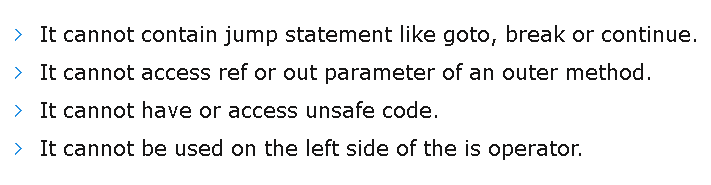 It cannot contain jump statement like goto, break or continue.
It cannot access ref or out parameter of an outer method.
It cannot have or access unsafe code.
It cannot be used on the left side of the is operator.